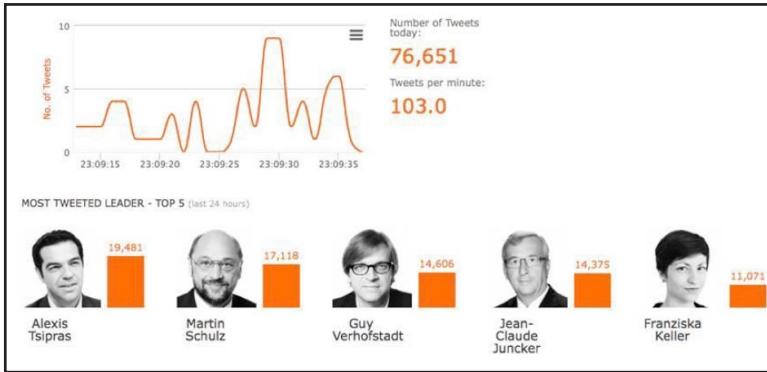 10
Number of Tweets
today:
76,651
No. of Tweets
5
Tweets per minute:
103.0
0
23:09:15 23:09:20 23:09:25 23:09:30 23:09:35
MOST TWEETED LEADER - TOP 5 (last 24 hours)
19,481
17,118
14,606
14,375
11,071
Alexis
Tsipras
Martin
Schulz
Guy
Verhofstadt
Jean-
Claude
Juncker
Franziska
Keller